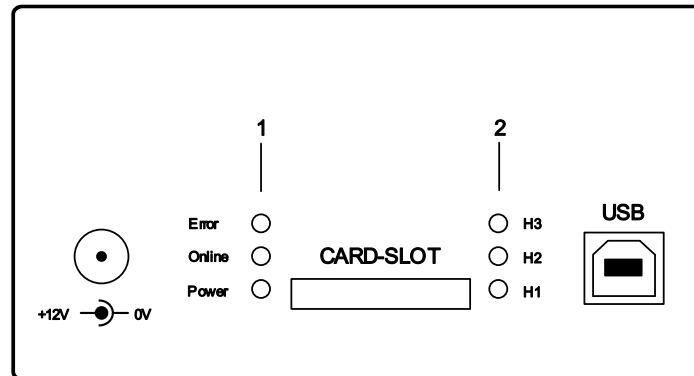 1
2
Error
Online
Power
CARD-SLOT
H3
H2
H1
USB
+12V
0V